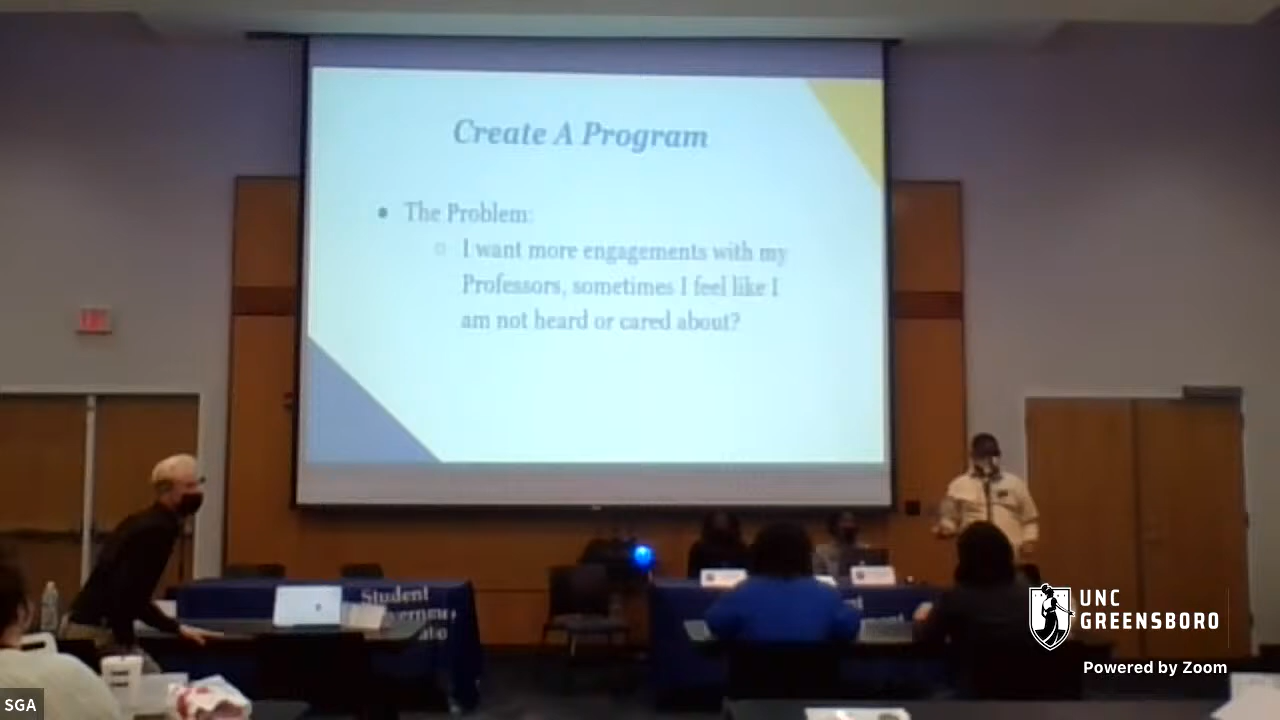 Create A Program
The Problem:
I want more engagements with my
Professors, sometimes I feel like I
am not heard or cared about?
Student
UNC
GREENSBORO
Powered by Zoom
SGA